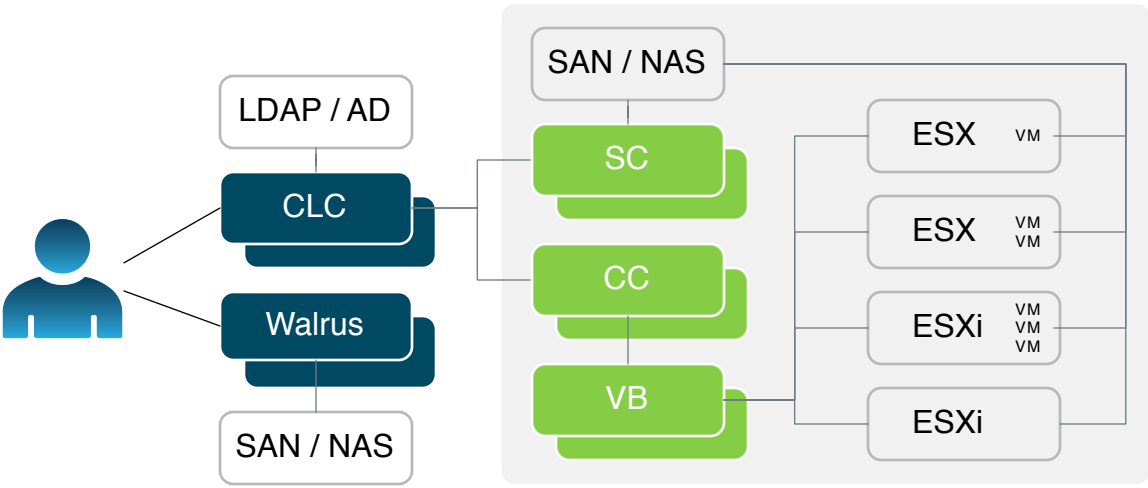 LDAP / AD
CLC
Walrus
SAN / NAS
SAN / NAS
SC
CC
VB
ESX VM
ESX VM
VM
ESXi VM
VM
VM
ESXi